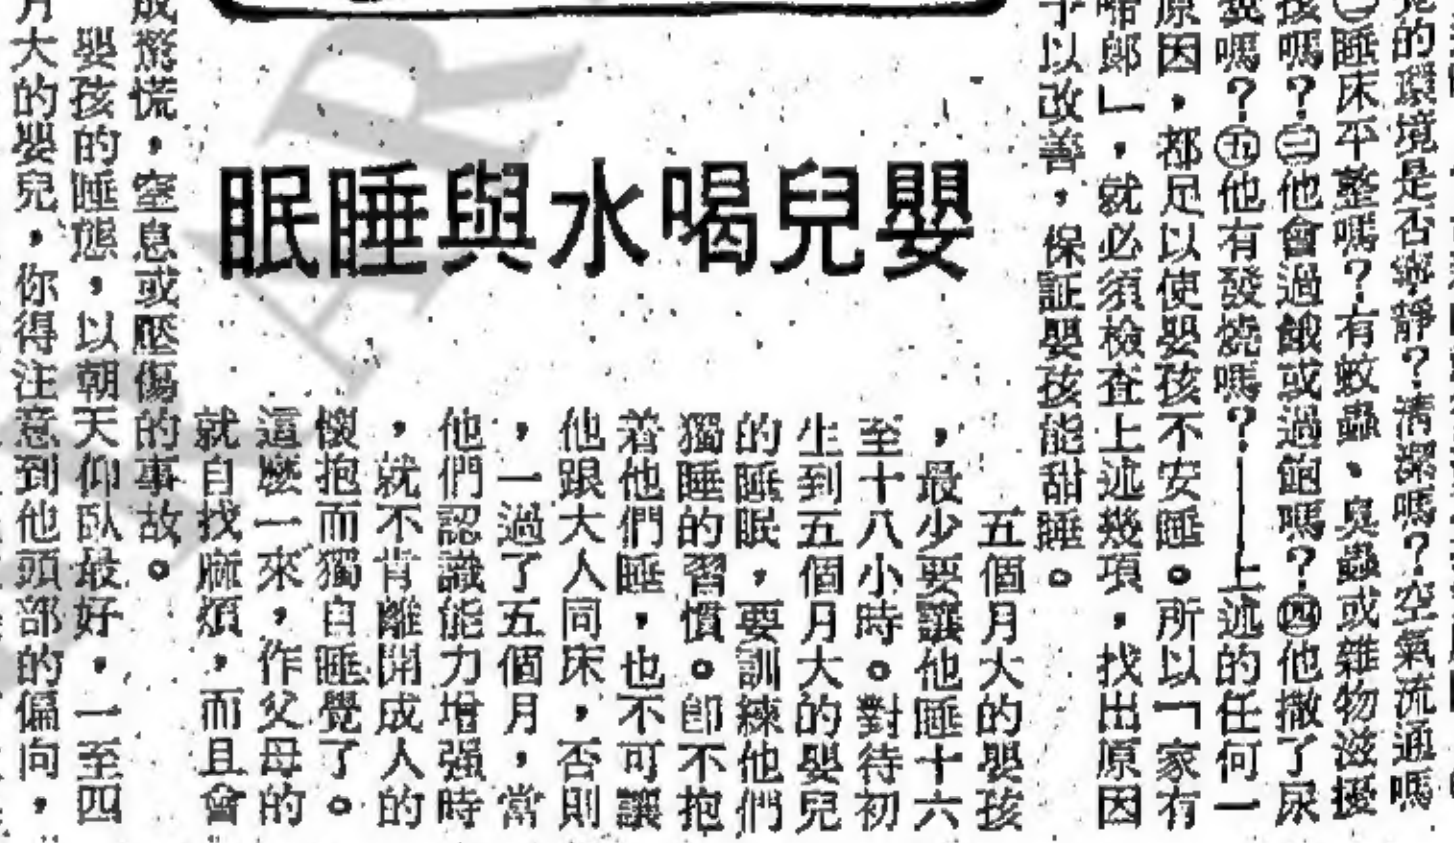 的環境是否寧靜?清潔嗎?空氣流通嗎
㊁睡床平整嗎?有蚊蟲、臭蟲或雜物滋擾
孩嗎?㊂他會過餓或過飽嗎?㊃他撒了尿
糞嗎?㊄他有發燒嗎?——上述的任何一
原因,都足以使嬰孩不安睡。所以「家有
啼郎」,就必須檢查上述幾項,找出原因
予以改善,保証嬰孩能甜睡。
嬰兒喝水與睡眠
五個月大的嬰孩
,最少要讓他睡十六
至十八小時。對待初
生到五個月大的嬰兒
的睡眠,要訓練他們
獨睡的習慣。卽不抱
着他們睡,也不可讓
他跟大人同床,否則
,一過了五個月,當
他們認識能力增强時
,就不肯離開成人的
懷抱而獨自睡覺了。
這麼一來,作父母的
就自找麻煩,而且會
成驚慌,窒息或壓傷的事故。
嬰孩的睡態,以朝天仰臥最好,一至四
月大的嬰兒,你得注意到他頭部的偏向,